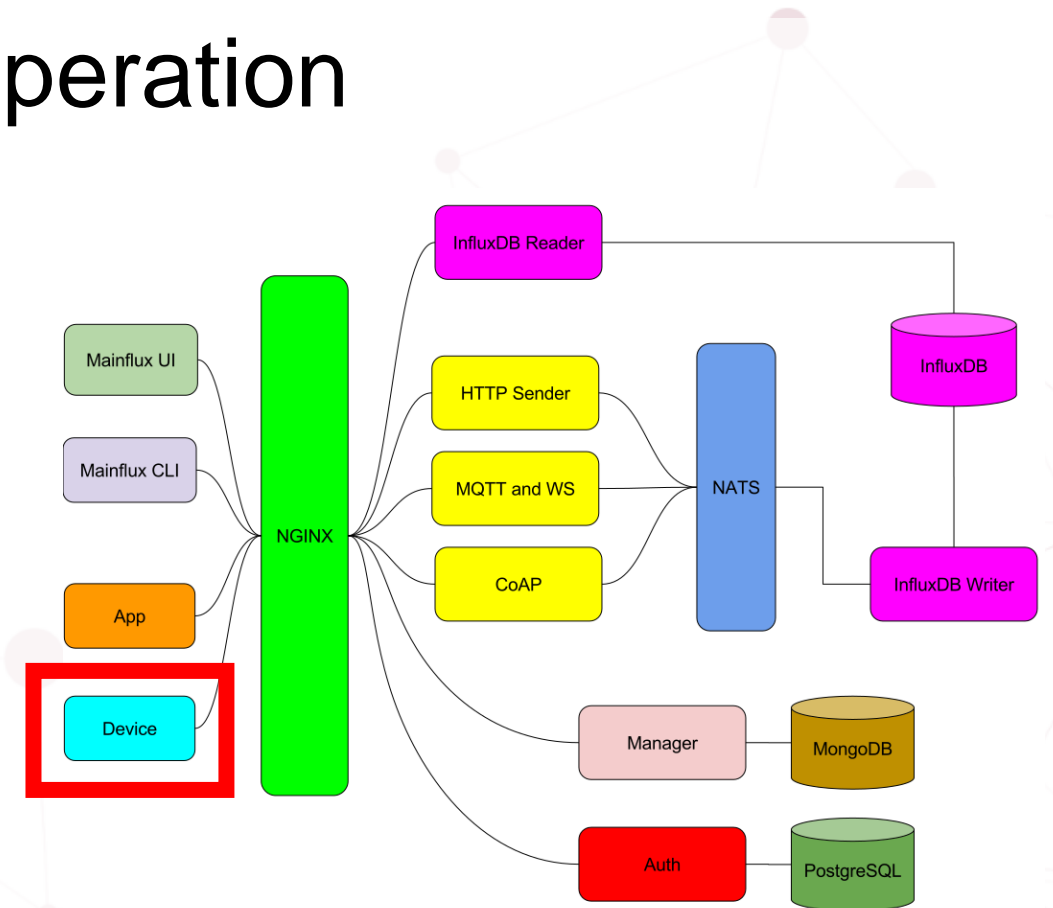 peration
InfluxDB Reader
Mainflux UI
InfluxDB
HTTP Sender
Mainflux CLI
MQTT and WS
NATS
NGINX
CoAP
InfluxDB Writer
App
Device
Manager
MongoDB
Auth
PostgreSQL